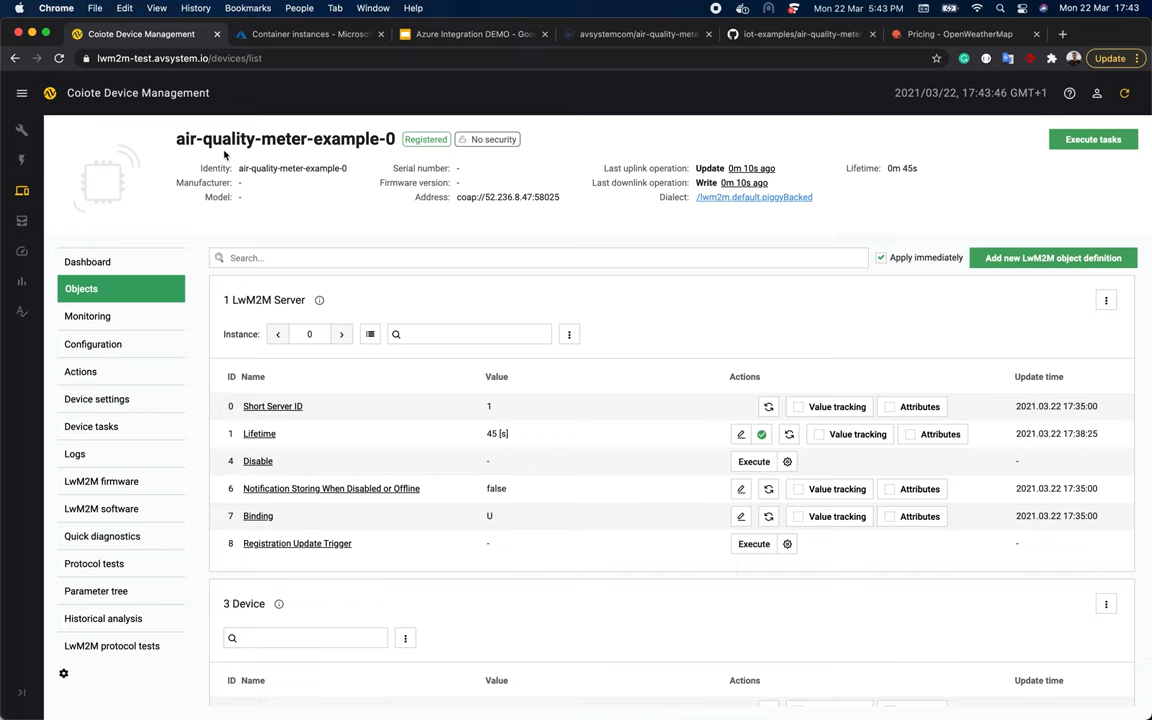 Chrome File Edit View History Bookmarks People Tab Window Help Mon 22 Mar 5:43 PM Mon 22 Mar 17:43
Coiote Device Management Container instances - Microsof Azure Integration DEMO - Goo avsystemcom/air-quality-mete iot-examples/air-quality-meter Pricing - OpenWeatherMap
lwm2m-test.avsystem.io/devices/list Update
Coiote Device Management 2021/03/22, 17:43:46 GMT+1
air-quality-meter-example-0 Registered No security Execute tasks
Identity: air-quality-meter-example-0 Serial number: - Last uplink operation: Update 0m 10s ago Lifetime: 0m 45s
Manufacturer: - Firmware version: - Last downlink operation: Write 0m 10s ago
Model: - Address: coap://52.236.8.47:58025 Dialect: /lwm2m.default.piggyBacked
Dashboard Search... Apply immediately Add new LwM2M object definition
Objects
1 LwM2M Server
Monitoring
Instance: 0
Configuration
Actions
ID Name Value Actions Update time
Device settings
0 Short Server ID 1 Value tracking Attributes 2021.03.22 17:35:00
Device tasks
1 Lifetime 45 [s] Value tracking Attributes 2021.03.22 17:38:25
Logs
4 Disable - Execute -
LwM2M firmware
6 Notification Storing When Disabled or Offline false Value tracking Attributes 2021.03.22 17:35:00
LwM2M software
7 Binding U Value tracking Attributes 2021.03.22 17:35:00
Quick diagnostics
8 Registration Update Trigger - Execute -
Protocol tests
Parameter tree
3 Device
Historical analysis
LwM2M protocol tests
ID Name Value Actions Update time